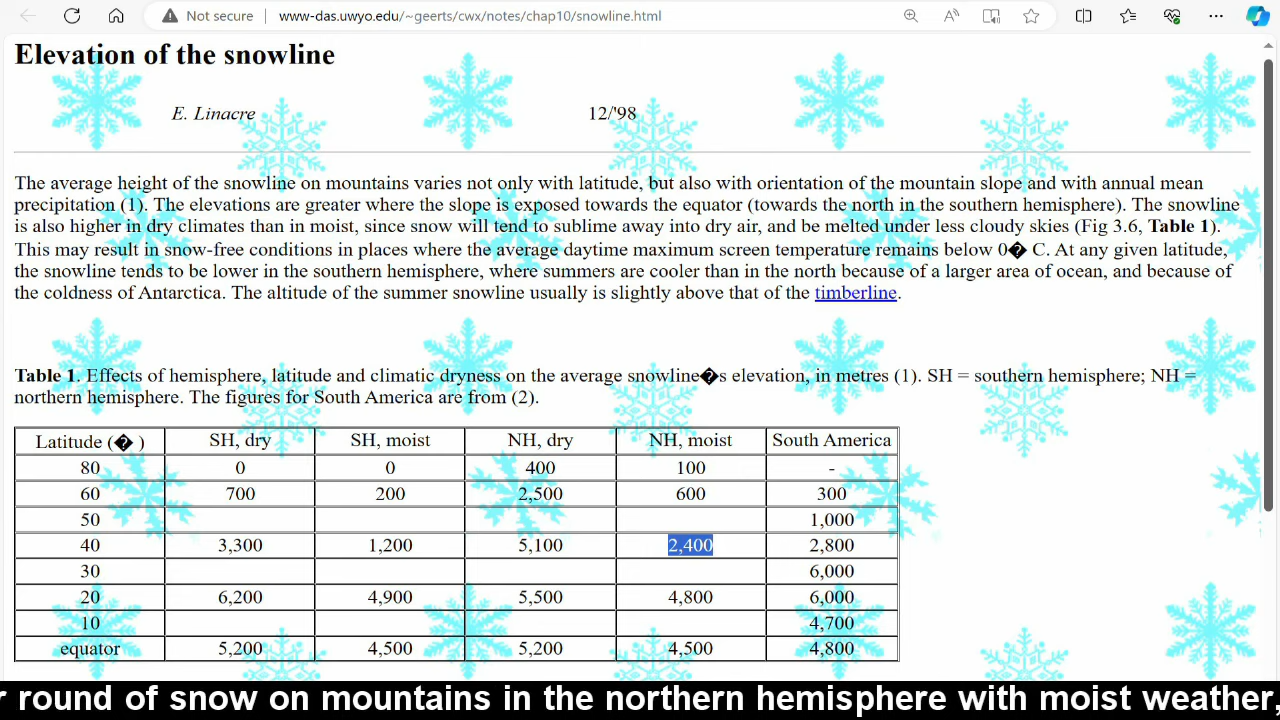 Not secure www-das.uwyo.edu/~geerts/cwx/notes/chap10/snowline.html
Elevation of the snowline
E. Linacre 12/'98
The average height of the snowline on mountains varies not only with latitude, but also with orientation of the mountain slope and with annual mean
precipitation (1). The elevations are greater where the slope is exposed towards the equator (towards the north in the southern hemisphere). The snowline
is also higher in dry climates than in moist, since snow will tend to sublime away into dry air, and be melted under less cloudy skies (Fig 3.6, Table 1).
This may result in snow-free conditions in places where the average daytime maximum screen temperature remains below 0� C. At any given latitude,
the snowline tends to be lower in the southern hemisphere, where summers are cooler than in the north because of a larger area of ocean, and because of
the coldness of Antarctica. The altitude of the summer snowline usually is slightly above that of the timberline.
Table 1. Effects of hemisphere, latitude and climatic dryness on the average snowline�s elevation, in metres (1). SH = southern hemisphere; NH =
northern hemisphere. The figures for South America are from (2).
Latitude (� ) SH, dry SH, moist NH, dry NH, moist South America
80 0 0 400 100 -
60 700 200 2,500 600 300
50 1,000
40 3,300 1,200 5,100 2,400 2,800
30 6,000
20 6,200 4,900 5,500 4,800 6,000
10 4,700
equator 5,200 4,500 5,200 4,500 4,800
r round of snow on mountains in the northern hemisphere with moist weather,